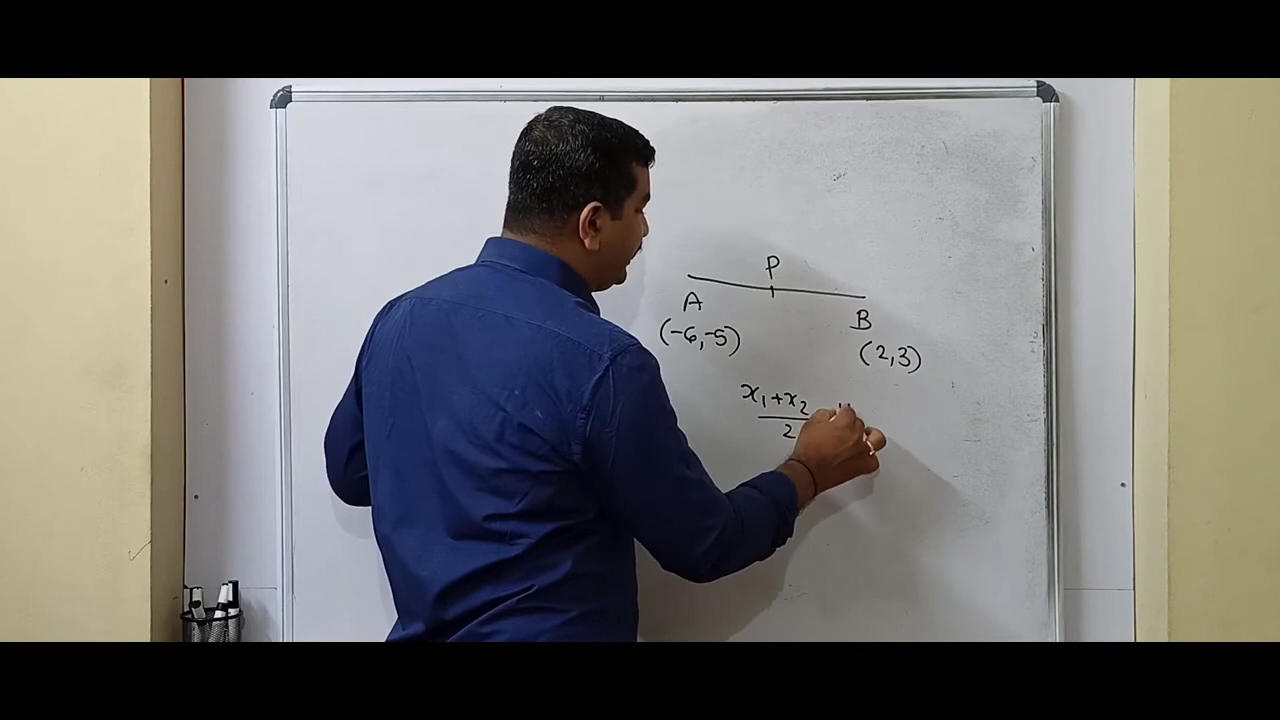 P
A
B
(-6,-5)
(2,3)
x₁+x₂
2